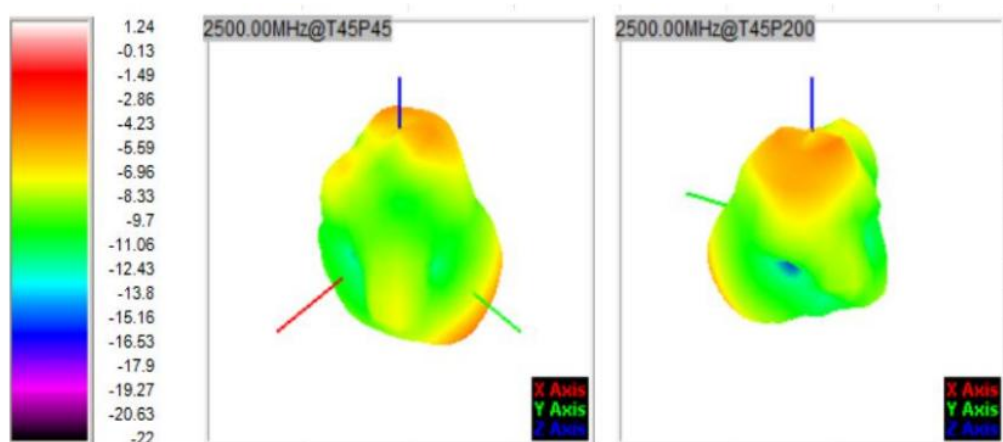 1.24
-0.13
-1.49
-2.86
-4.23
-5.59
-6.96
-8.33
-9.7
-11.06
-12.43
-13.8
-15.16
-16.53
-17.9
-19.27
-20.63
-22
2500.00MHz@T45P45
X Axis
Y Axis
Z Axis
2500.00MHz@T45P200
X Axis
Y Axis
Z Axis